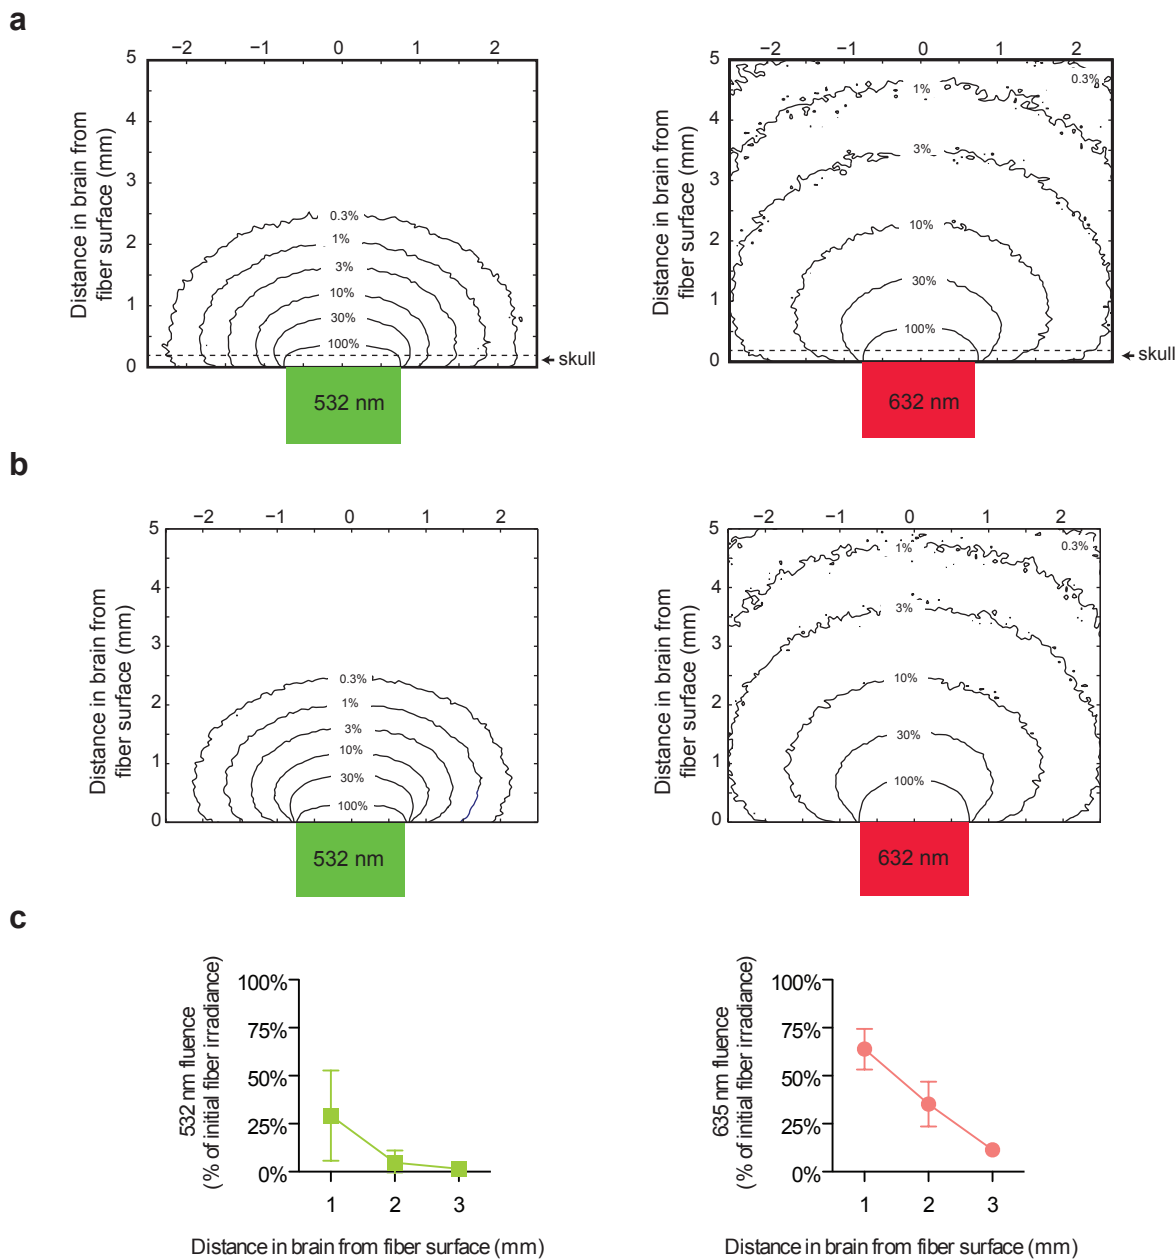 a
−2 −1 0 1 2
5
4
3
2
1
0
Distance in brain from
fiber surface (mm)
0.3%
1%
3%
10%
30%
100%
skull
532 nm
−2 −1 0 1 2
5
4
3
2
1
0
Distance in brain from
fiber surface (mm)
0.3%
1%
3%
10%
30%
100%
skull
632 nm
b
−2 −1 0 1 2
5
4
3
2
1
0
Distance in brain from
fiber surface (mm)
0.3%
1%
3%
10%
30%
100%
532 nm
−2 −1 0 1 2
5
4
3
2
1
0
Distance in brain from
fiber surface (mm)
0.3%
1%
3%
10%
30%
100%
632 nm
c
532 nm fluence
(% of initial fiber irradiance)
100%
75%
50%
25%
0%
1 2 3
Distance in brain from fiber surface (mm)
635 nm fluence
(% of initial fiber irradiance)
100%
75%
50%
25%
0%
1 2 3
Distance in brain from fiber surface (mm)